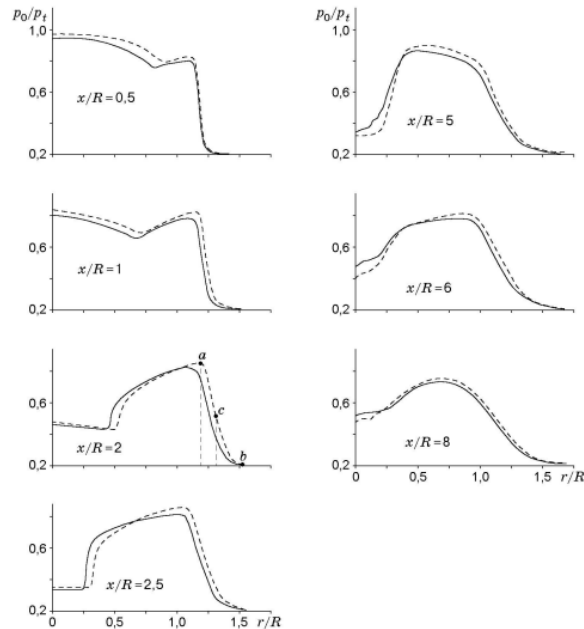 p₀/pₜ
1,0
0,6
0,2
x/R = 0,5
0,6
0,2
x/R = 1
0,6
0,2
x/R = 2
a
c
b
0,6
0,2
x/R = 2,5
0
0,5
1,0
1,5
r/R
p₀/pₜ
1,0
0,6
0,2
x/R = 5
0,6
0,2
x/R = 6
0,6
0,2
x/R = 8
0
0,5
1,0
1,5
r/R